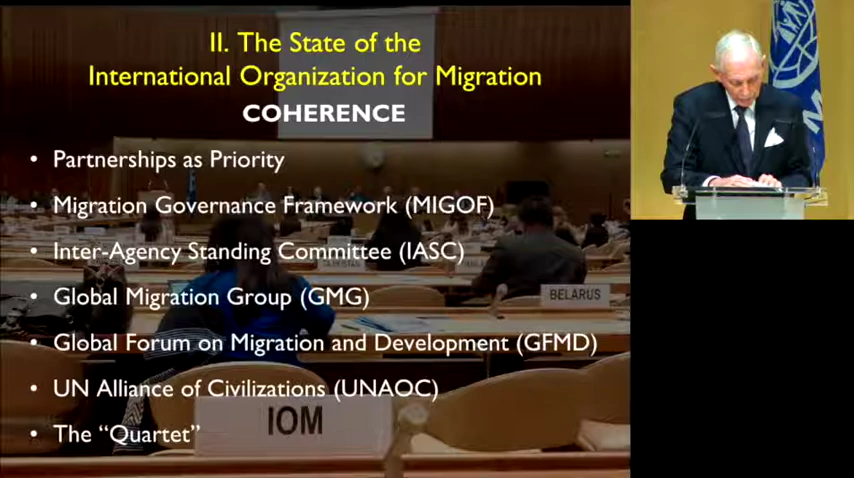 II. The State of the
International Organization for Migration
COHERENCE
• Partnerships as Priority
• Migration Governance Framework (MIGOF)
• Inter-Agency Standing Committee (IASC)
• Global Migration Group (GMG)
• Global Forum on Migration and Development (GFMD)
• UN Alliance of Civilizations (UNAOC)
• The “Quartet”
BELARUS
IOM